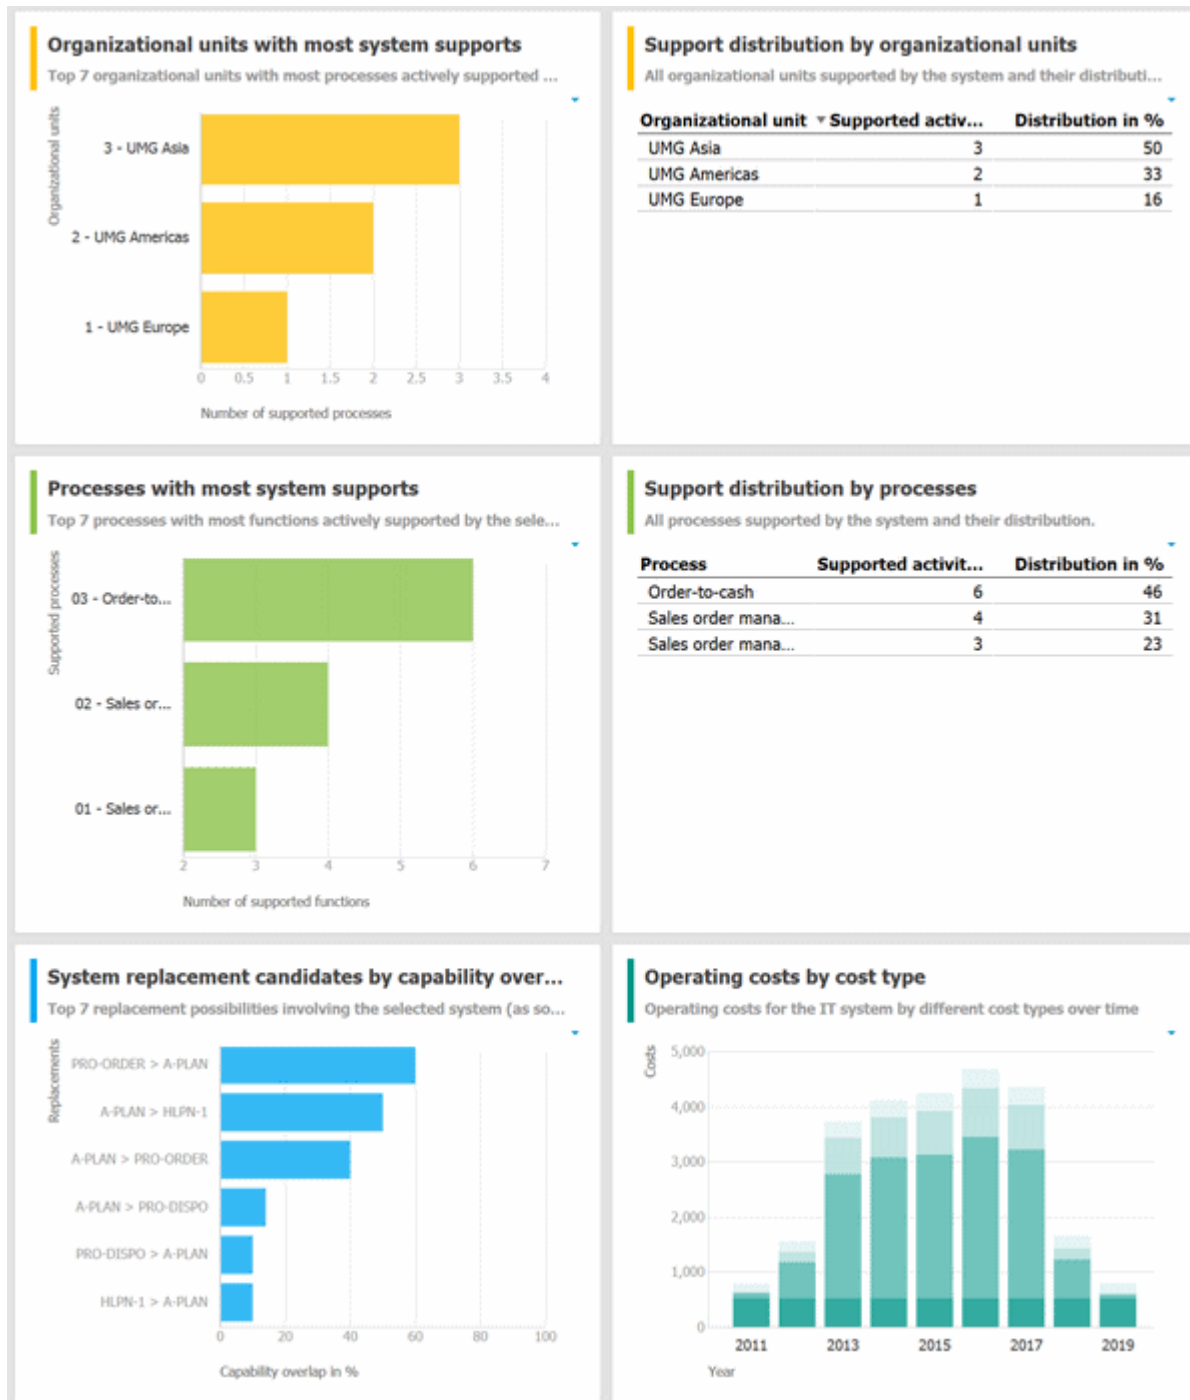 Organizational units with most system supports
Top 7 organizational units with most processes actively supported ...
Organizational units
3 - UMG Asia
2 - UMG Americas
1 - UMG Europe
0 0.5 1 1.5 2 2.5 3 3.5 4
Number of supported processes
Support distribution by organizational units
All organizational units supported by the system and their distributi...
Organizational unit Supported activ... Distribution in %
UMG Asia 3 50
UMG Americas 2 33
UMG Europe 1 16
Processes with most system supports
Top 7 processes with most functions actively supported by the sele...
Supported processes
03 - Order-to...
02 - Sales or...
01 - Sales or...
2 3 4 5 6 7
Number of supported functions
Support distribution by processes
All processes supported by the system and their distribution.
Process Supported activit... Distribution in %
Order-to-cash 6 46
Sales order mana... 4 31
Sales order mana... 3 23
System replacement candidates by capability over...
Top 7 replacement possibilities involving the selected system (as so...
Replacements
PRO-ORDER > A-PLAN
A-PLAN > HLPN-1
A-PLAN > PRO-ORDER
A-PLAN > PRO-DISPO
PRO-DISPO > A-PLAN
HLPN-1 > A-PLAN
0 20 40 60 80 100
Capability overlap in %
Operating costs by cost type
Operating costs for the IT system by different cost types over time
Costs
5,000
4,000
3,000
2,000
1,000
0
2011 2013 2015 2017 2019
Year